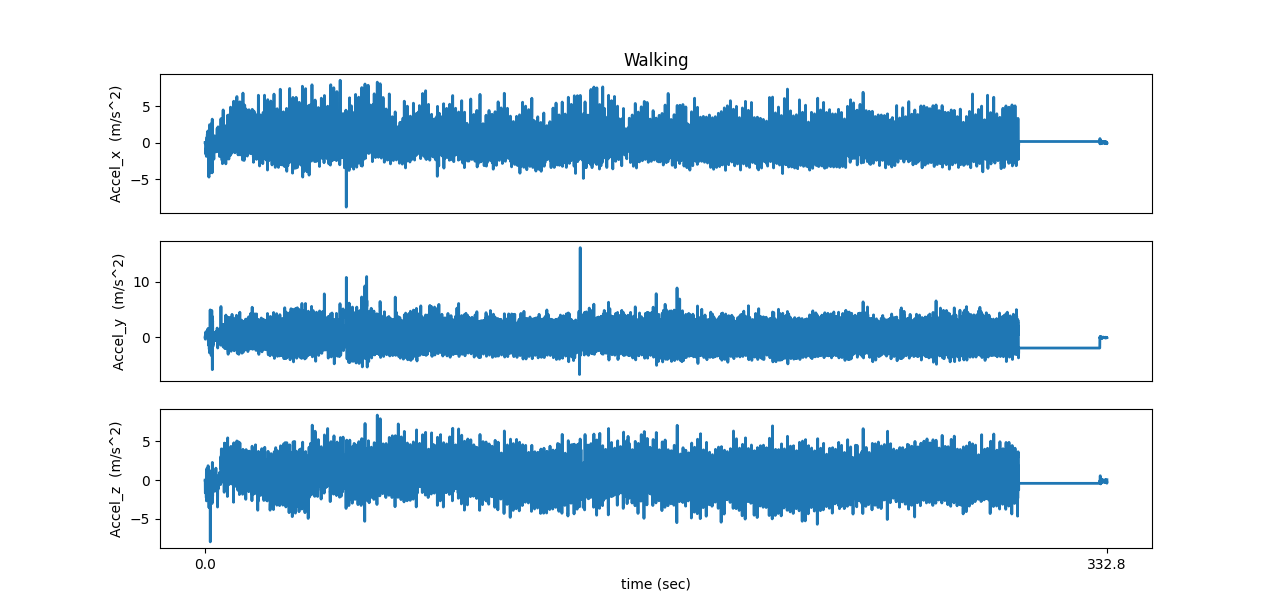 Walking
Accel_x (m/s^2)
5
0
−5
Accel_y (m/s^2)
10
0
Accel_z (m/s^2)
5
0
−5
0.0
332.8
time (sec)